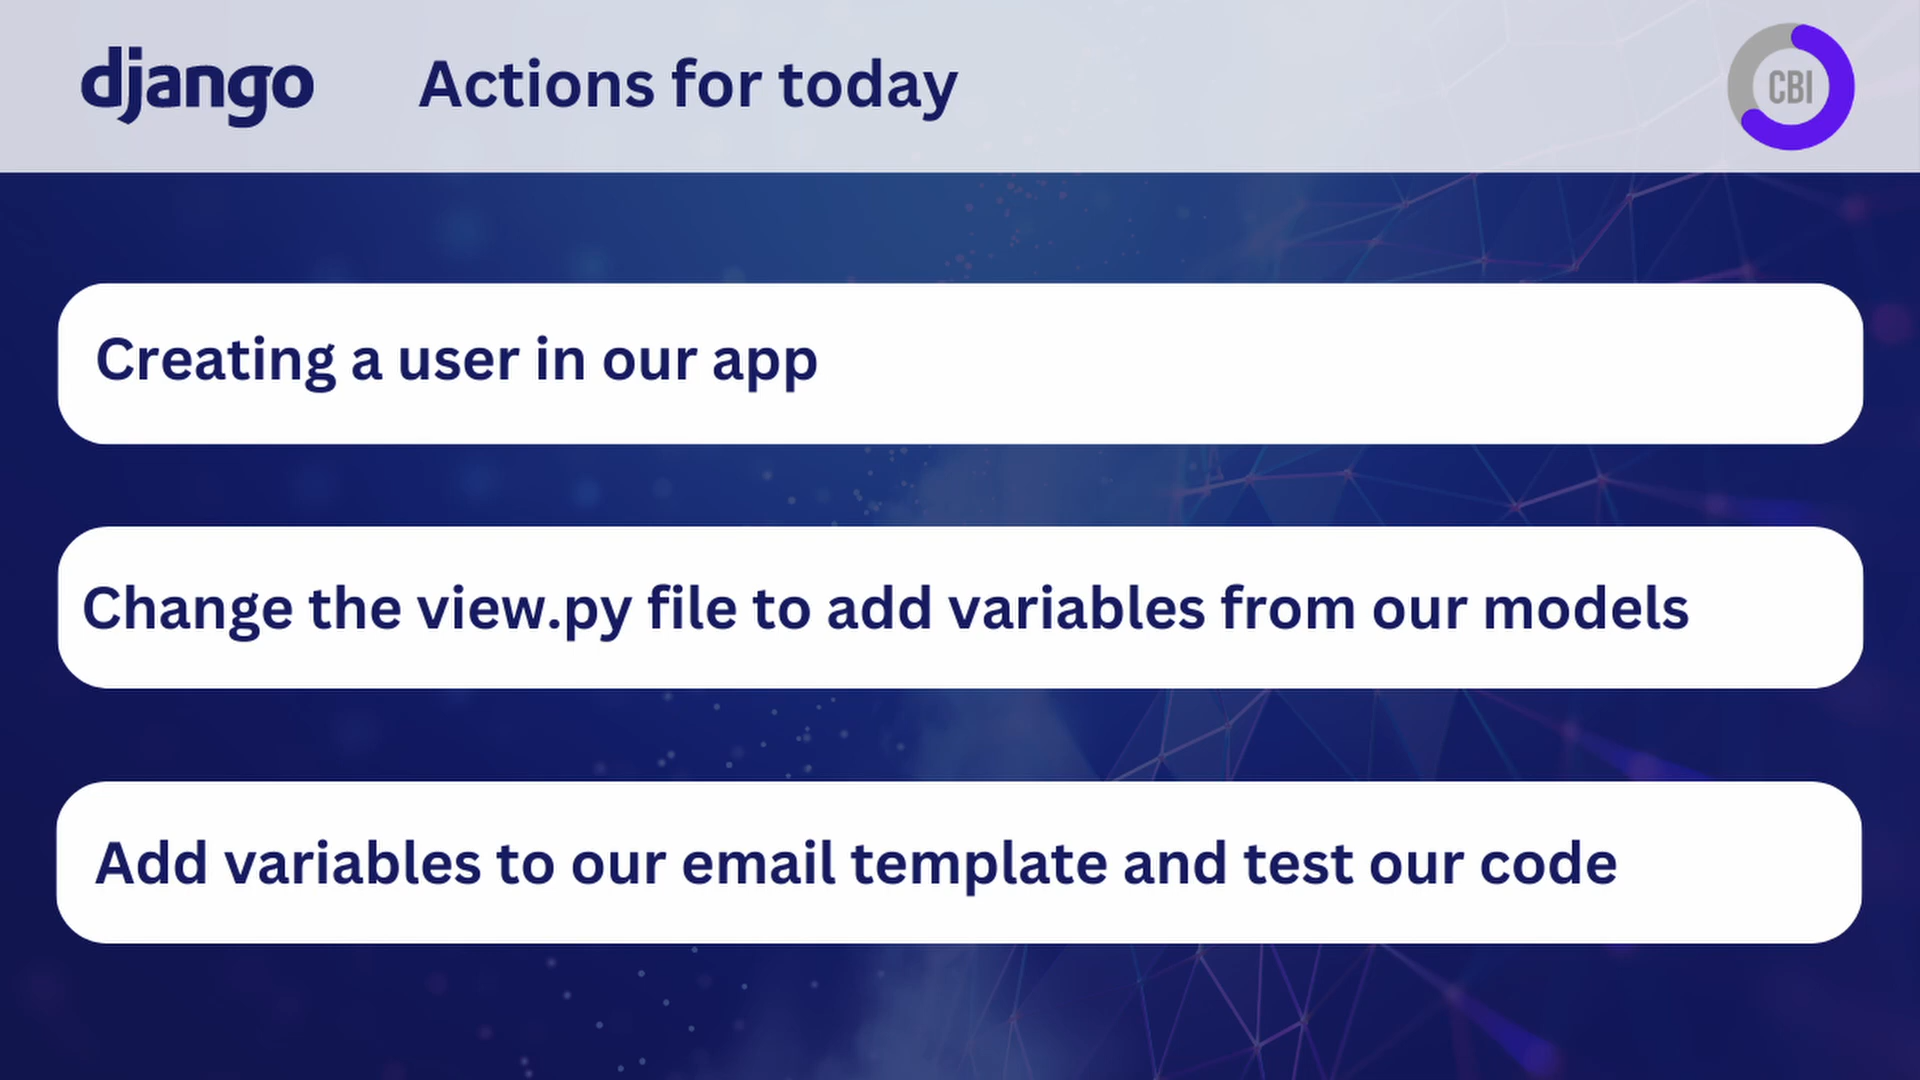 django
Actions for today
CBI
Creating a user in our app
Change the view.py file to add variables from our models
Add variables to our email template and test our code